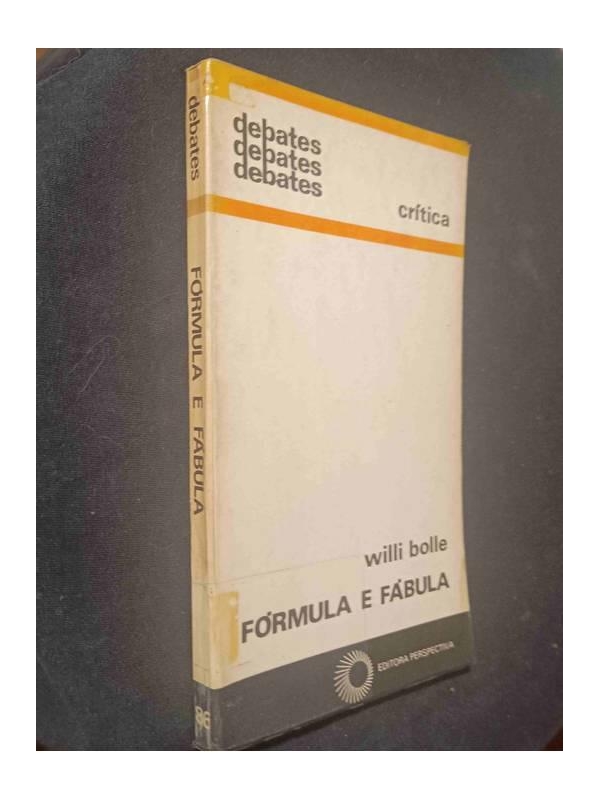 debates
debates
debates
crítica
willi bolle
FÓRMULA E FÁBULA
EDITORA PERSPECTIVA
debates
FÓRMULA E FÁBULA
86